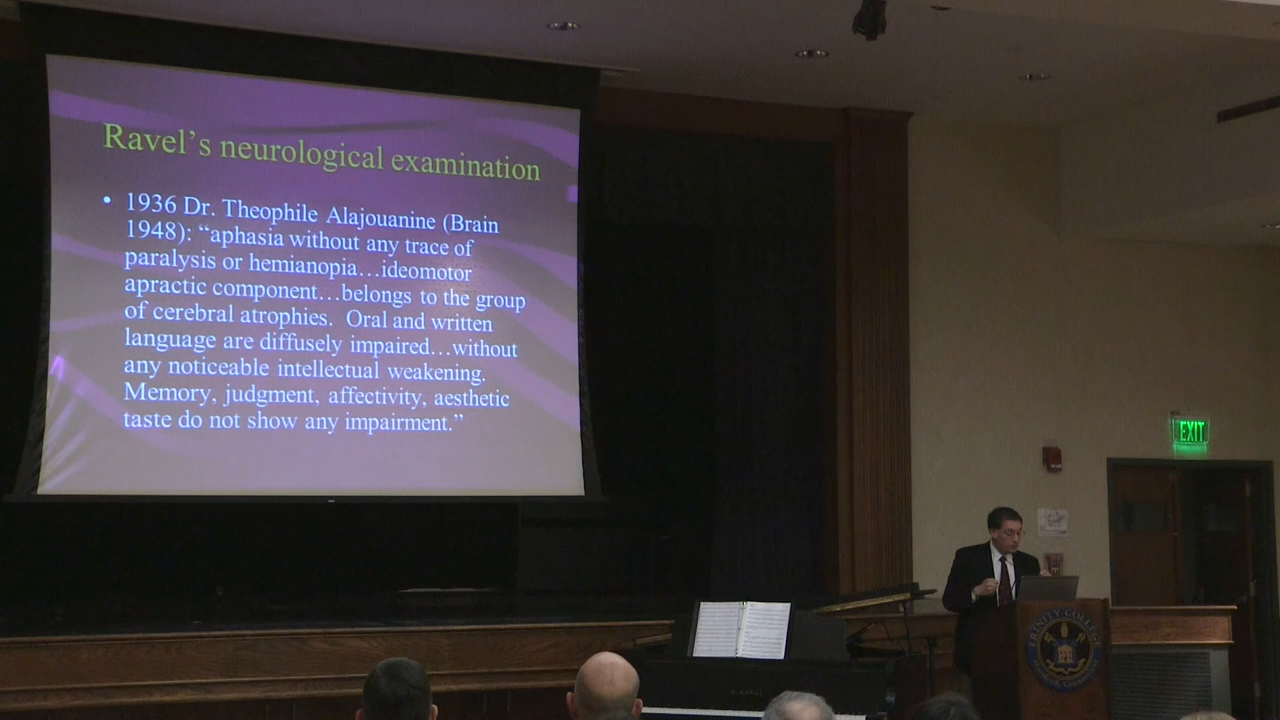 Ravel's neurological examination
• 1936 Dr. Theophile Alajouanine (Brain
1948): “aphasia without any trace of
paralysis or hemianopia…ideomotor
apractic component…belongs to the group
of cerebral atrophies.  Oral and written
language are diffusely impaired…without
any noticeable intellectual weakening.
Memory, judgment, affectivity, aesthetic
taste do not show any impairment.”
EXIT
TRINITY COLLEGE